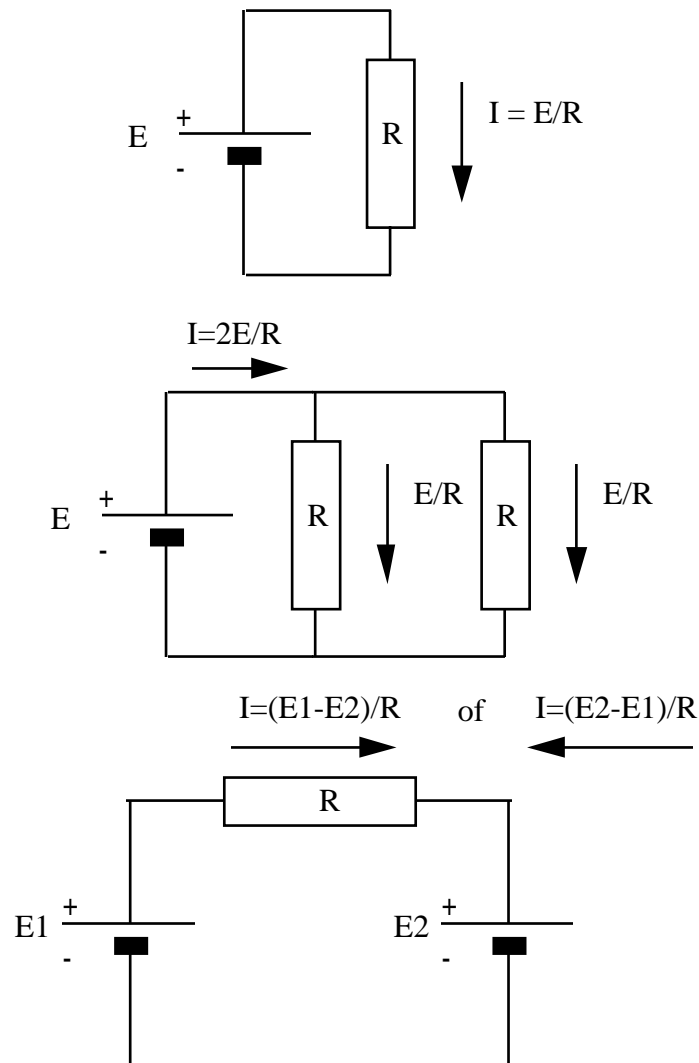 I = E/R
+
E
R
-
I=2E/R
E/R
E/R
+
E
R
R
-
I=(E1-E2)/R of I=(E2-E1)/R
R
+
+
E1
E2
-
-